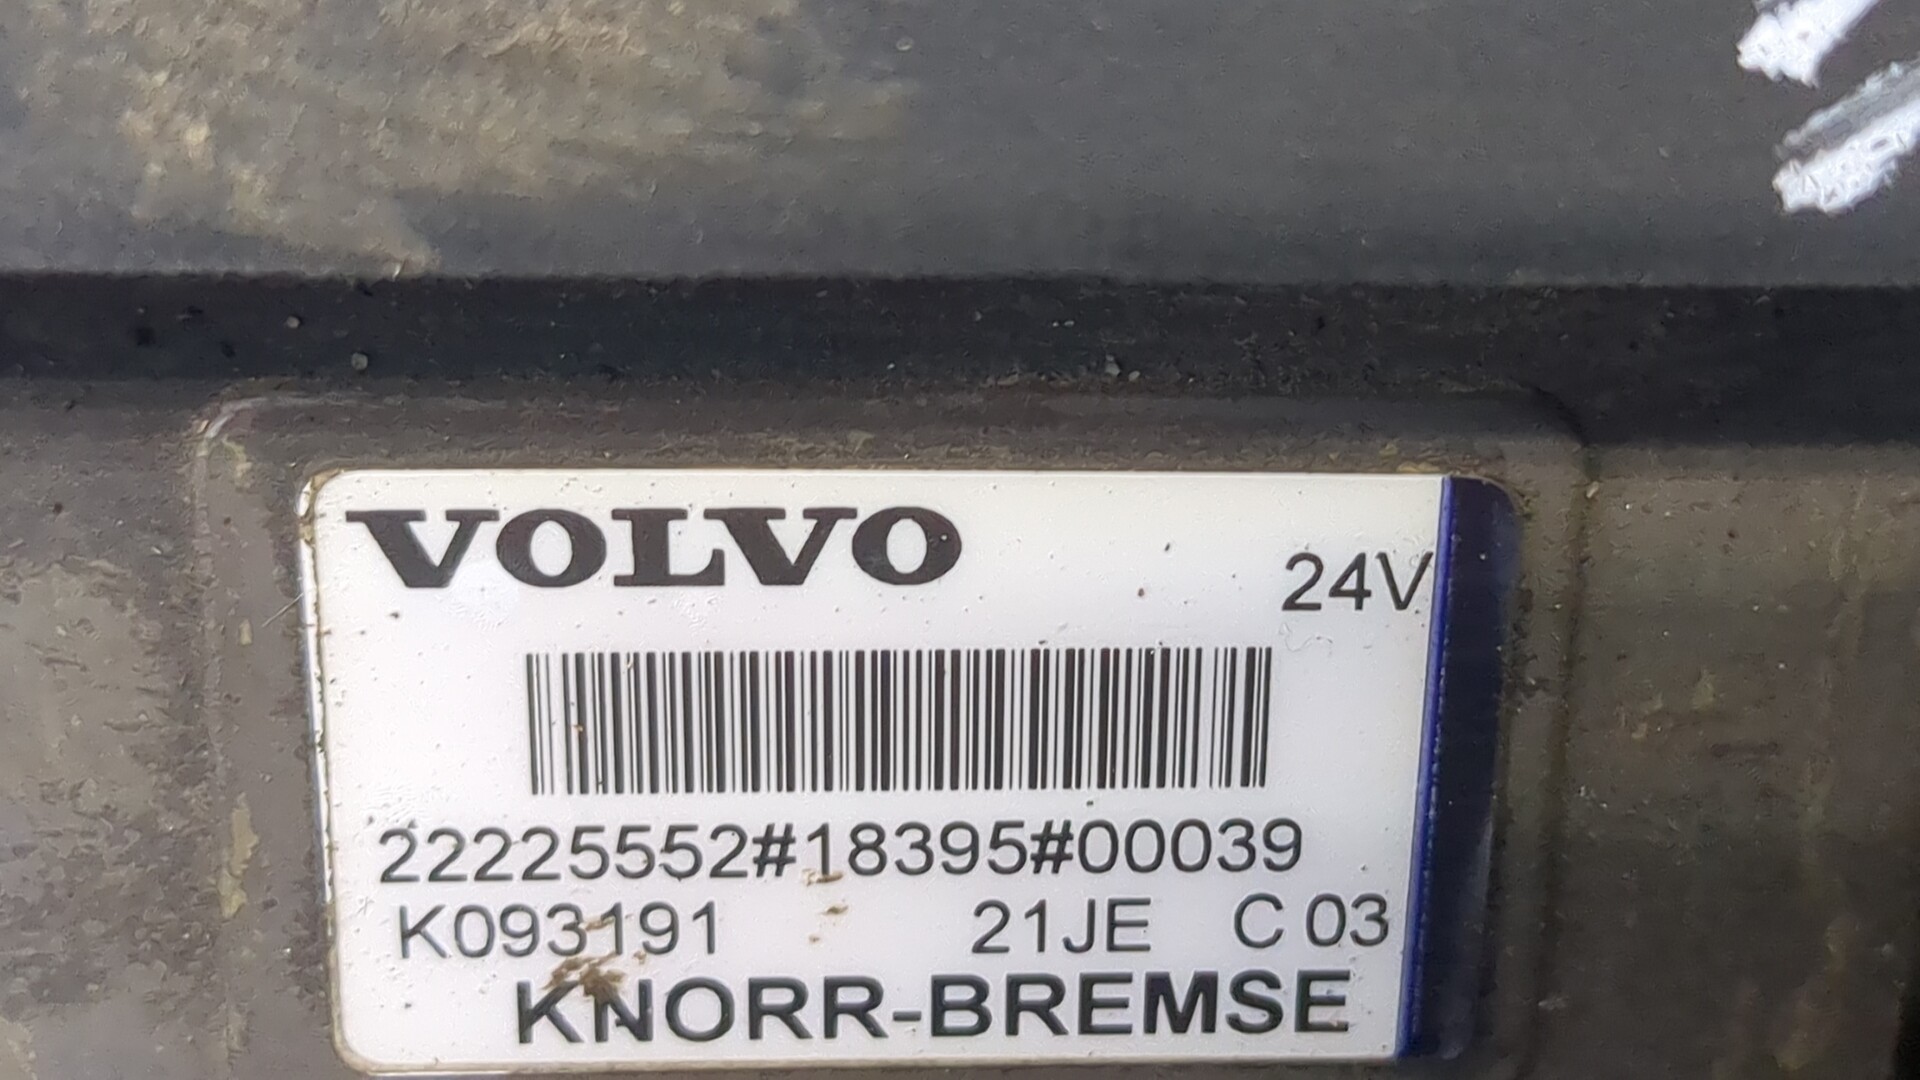 VOLVO
24V
22225552#18395#00039
K093191 21JE C 03
KNORR-BREMSE